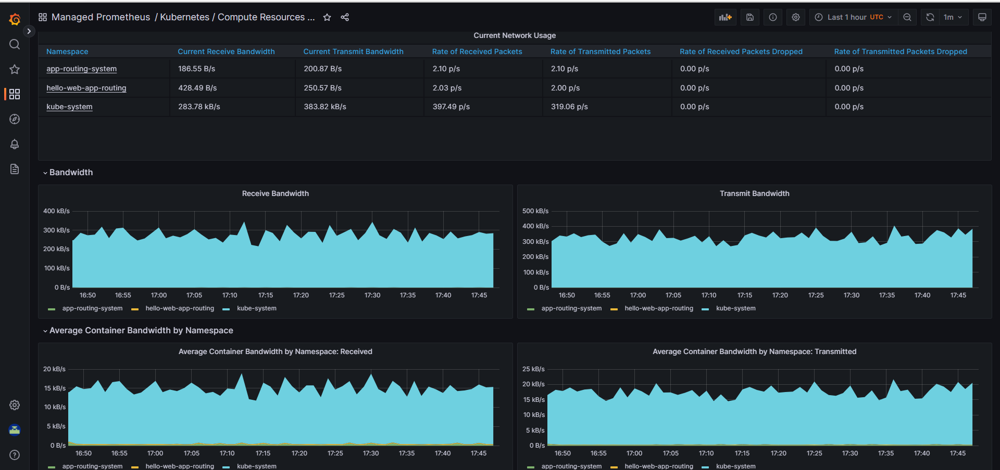 Managed Prometheus / Kubernetes / Compute Resources ...
Last 1 hour UTC
1m
Current Network Usage
Namespace Current Receive Bandwidth Current Transmit Bandwidth Rate of Received Packets Rate of Transmitted Packets Rate of Received Packets Dropped Rate of Transmitted Packets Dropped
app-routing-system 186.55 B/s 200.87 B/s 2.10 p/s 2.10 p/s 0.00 p/s 0.00 p/s
hello-web-app-routing 428.49 B/s 250.57 B/s 2.03 p/s 2.00 p/s 0.00 p/s 0.00 p/s
kube-system 283.78 kB/s 383.82 kB/s 397.49 p/s 319.06 p/s 0.00 p/s 0.00 p/s
Bandwidth
Receive Bandwidth
400 kB/s
300 kB/s
200 kB/s
100 kB/s
0 B/s
16:50 16:55 17:00 17:05 17:10 17:15 17:20 17:25 17:30 17:35 17:40 17:45
app-routing-system hello-web-app-routing kube-system
Transmit Bandwidth
500 kB/s
400 kB/s
300 kB/s
200 kB/s
100 kB/s
0 B/s
16:50 16:55 17:00 17:05 17:10 17:15 17:20 17:25 17:30 17:35 17:40 17:45
app-routing-system hello-web-app-routing kube-system
Average Container Bandwidth by Namespace
Average Container Bandwidth by Namespace: Received
20 kB/s
15 kB/s
10 kB/s
5 kB/s
0 B/s
16:50 16:55 17:00 17:05 17:10 17:15 17:20 17:25 17:30 17:35 17:40 17:45
app-routing-system hello-web-app-routing kube-system
Average Container Bandwidth by Namespace: Transmitted
25 kB/s
20 kB/s
15 kB/s
10 kB/s
5 kB/s
0 B/s
16:50 16:55 17:00 17:05 17:10 17:15 17:20 17:25 17:30 17:35 17:40 17:45
app-routing-system hello-web-app-routing kube-system